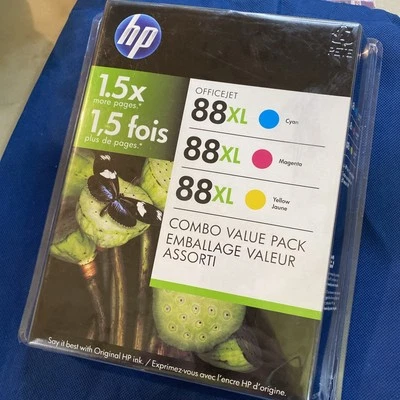 hp
1.5x
more pages.*
1,5 fois
plus de pages.*
OFFICEJET
88XL Cyan
88XL Magenta
88XL Yellow
Jaune
COMBO VALUE PACK
EMBALLAGE VALEUR
ASSORTI
Say it best with Original HP ink. / Exprimez-vous avec l'encre HP d'origine.